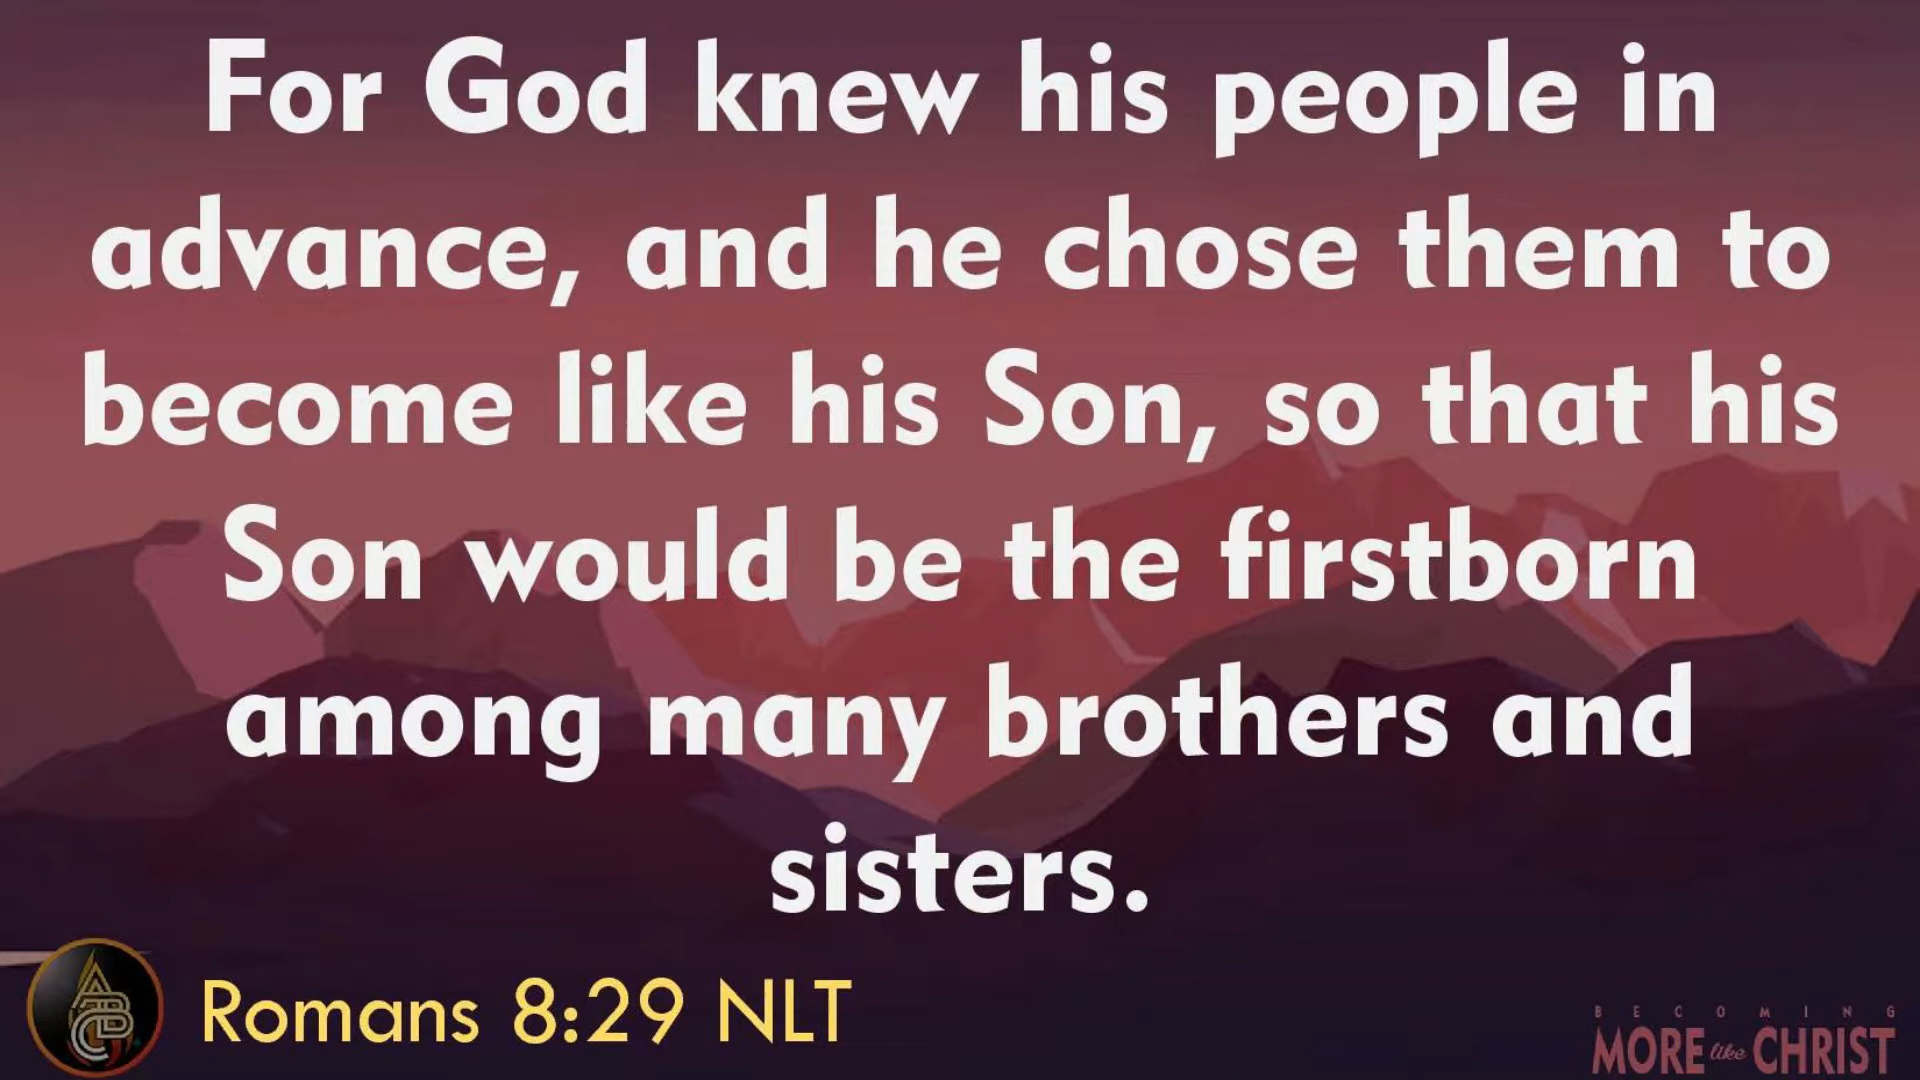 For God knew his people in
advance, and he chose them to
become like his Son, so that his
Son would be the firstborn
among many brothers and
sisters.
Romans 8:29 NLT
BECOMING
MORE like CHRIST